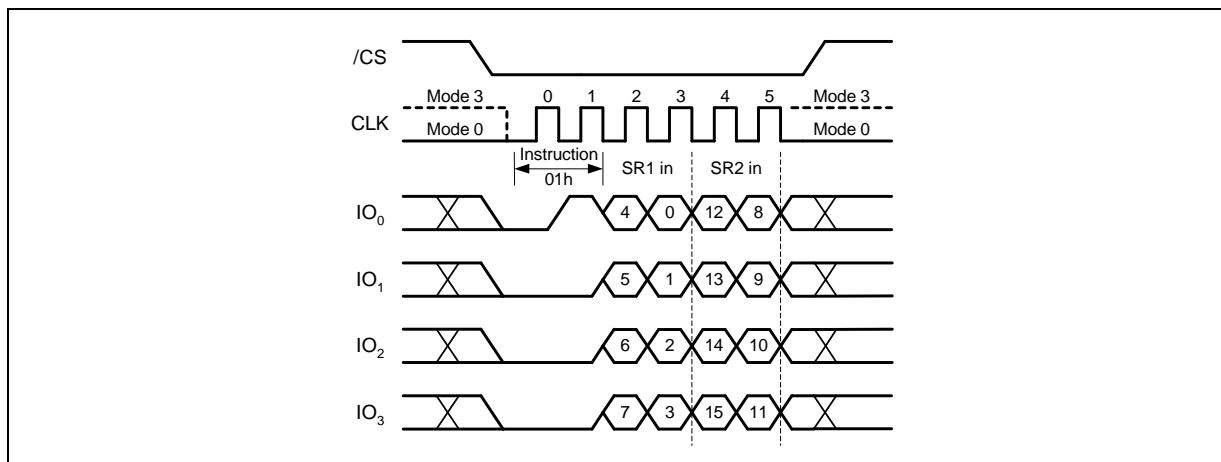 /CS
Mode 3 0 1 2 3 4 5 Mode 3
CLK
Mode 0 Mode 0
Instruction
01h
SR1 in SR2 in
IO0 4 0 12 8
IO1 5 1 13 9
IO2 6 2 14 10
IO3 7 3 15 11